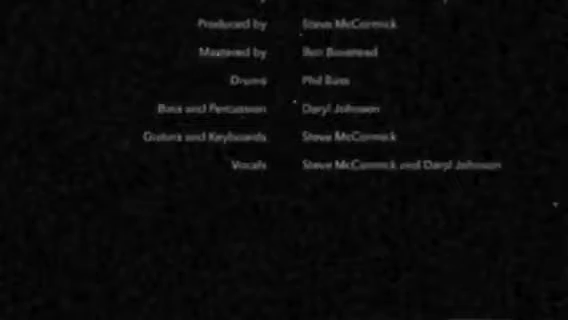 Produced by Steve McCormick
Mastered by Ben
Drums Phil
Bass and Percussion Daryl Johnson
Guitars and Keyboards Steve McCormick
Vocals Steve McCormick and Daryl Johnson